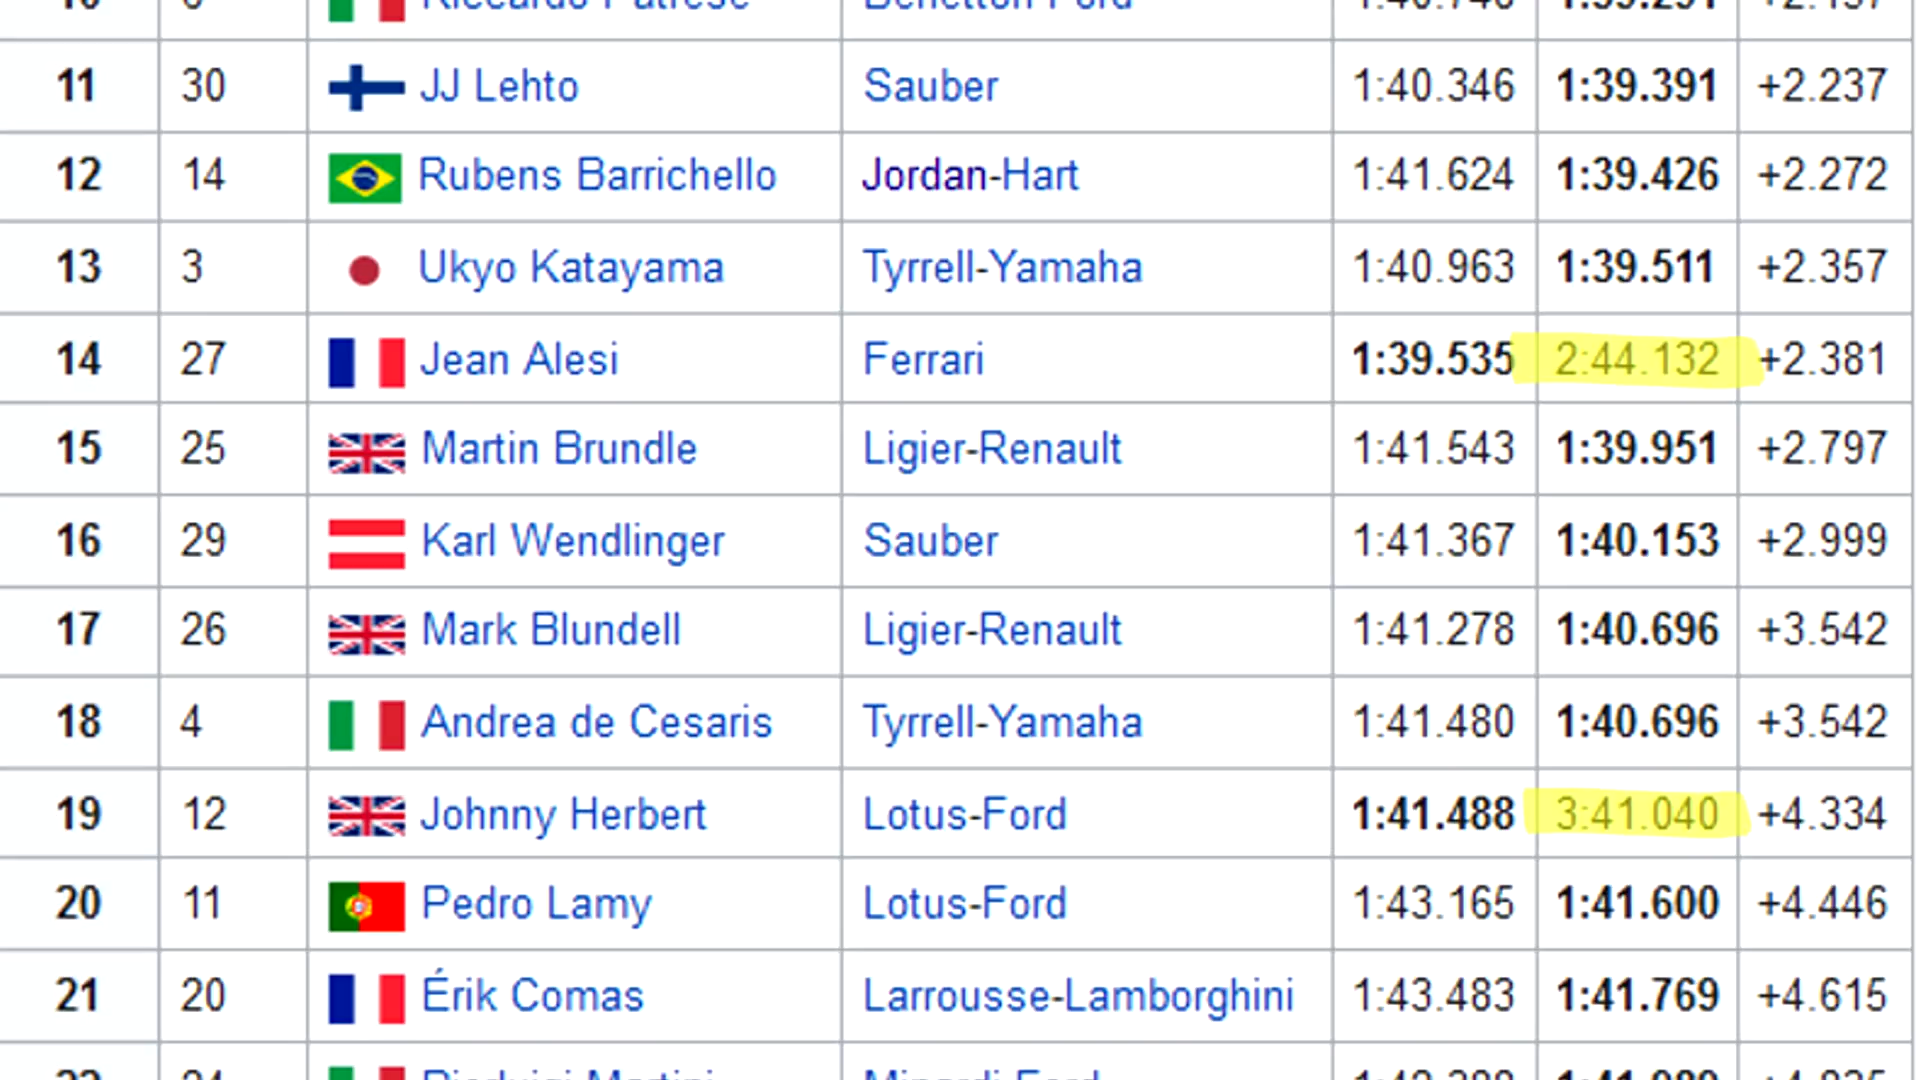 11 30 JJ Lehto Sauber 1:40.346 1:39.391 +2.237
12 14 Rubens Barrichello Jordan-Hart 1:41.624 1:39.426 +2.272
13 3 Ukyo Katayama Tyrrell-Yamaha 1:40.963 1:39.511 +2.357
14 27 Jean Alesi Ferrari 1:39.535 2:44.132 +2.381
15 25 Martin Brundle Ligier-Renault 1:41.543 1:39.951 +2.797
16 29 Karl Wendlinger Sauber 1:41.367 1:40.153 +2.999
17 26 Mark Blundell Ligier-Renault 1:41.278 1:40.696 +3.542
18 4 Andrea de Cesaris Tyrrell-Yamaha 1:41.480 1:40.696 +3.542
19 12 Johnny Herbert Lotus-Ford 1:41.488 3:41.040 +4.334
20 11 Pedro Lamy Lotus-Ford 1:43.165 1:41.600 +4.446
21 20 Érik Comas Larrousse-Lamborghini 1:43.483 1:41.769 +4.615